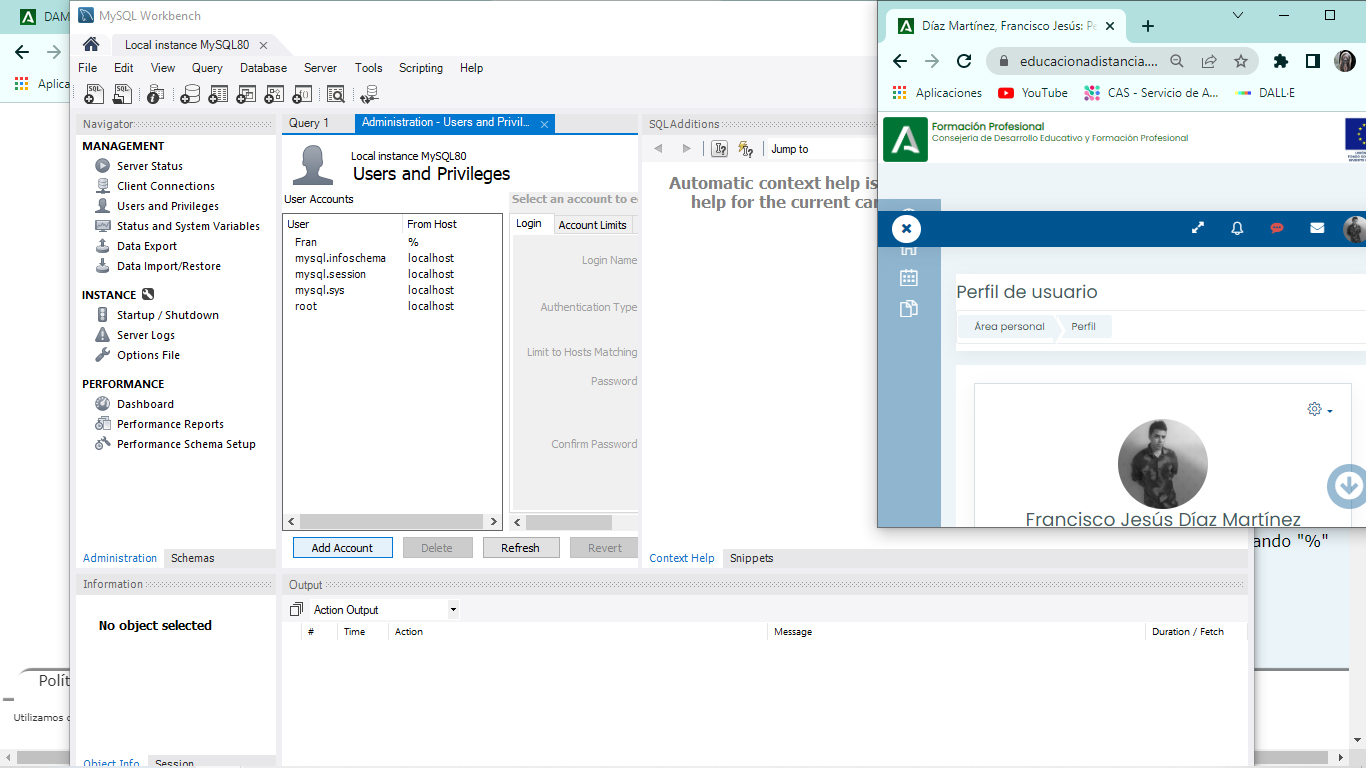 DAM
MySQL Workbench
Local instance MySQL80
File Edit View Query Database Server Tools Scripting Help
Aplica
Navigator
MANAGEMENT
Server Status
Client Connections
Users and Privileges
Status and System Variables
Data Export
Data Import/Restore
INSTANCE
Startup / Shutdown
Server Logs
Options File
PERFORMANCE
Dashboard
Performance Reports
Performance Schema Setup
Administration Schemas
Information
No object selected
Object Info Session
Query 1 Administration - Users and Privil...
Local instance MySQL80
Users and Privileges
User Accounts
User From Host
Fran %
mysql.infoschema localhost
mysql.session localhost
mysql.sys localhost
root localhost
Add Account Delete Refresh Revert
Select an account to e
Login Account Limits
Login Name
Authentication Type
Limit to Hosts Matching
Password
Confirm Password
SQLAdditions
Jump to
Automatic context help is
help for the current car
Context Help Snippets
Output
Action Output
# Time Action Message Duration / Fetch
Díaz Martínez, Francisco Jesús: Pe
educacionadistancia....
Aplicaciones YouTube CAS - Servicio de A... DALL·E
Formación Profesional
Consejería de Desarrollo Educativo y Formación Profesional
Perfil de usuario
Área personal Perfil
Francisco Jesús Díaz Martínez
ando "%"
Polít
Utilizamos c